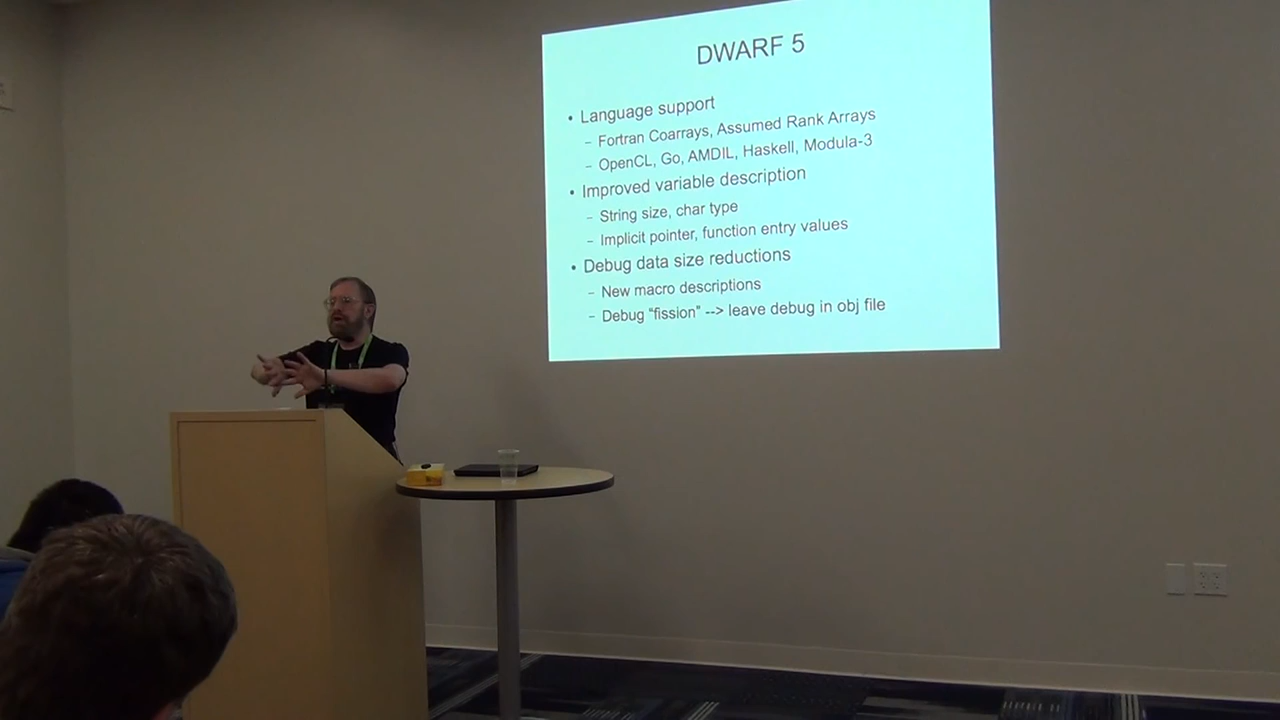 DWARF 5
• Language support
– Fortran Coarrays, Assumed Rank Arrays
– OpenCL, Go, AMDIL, Haskell, Modula-3
• Improved variable description
– String size, char type
– Implicit pointer, function entry values
• Debug data size reductions
– New macro descriptions
– Debug “fission” --> leave debug in obj file